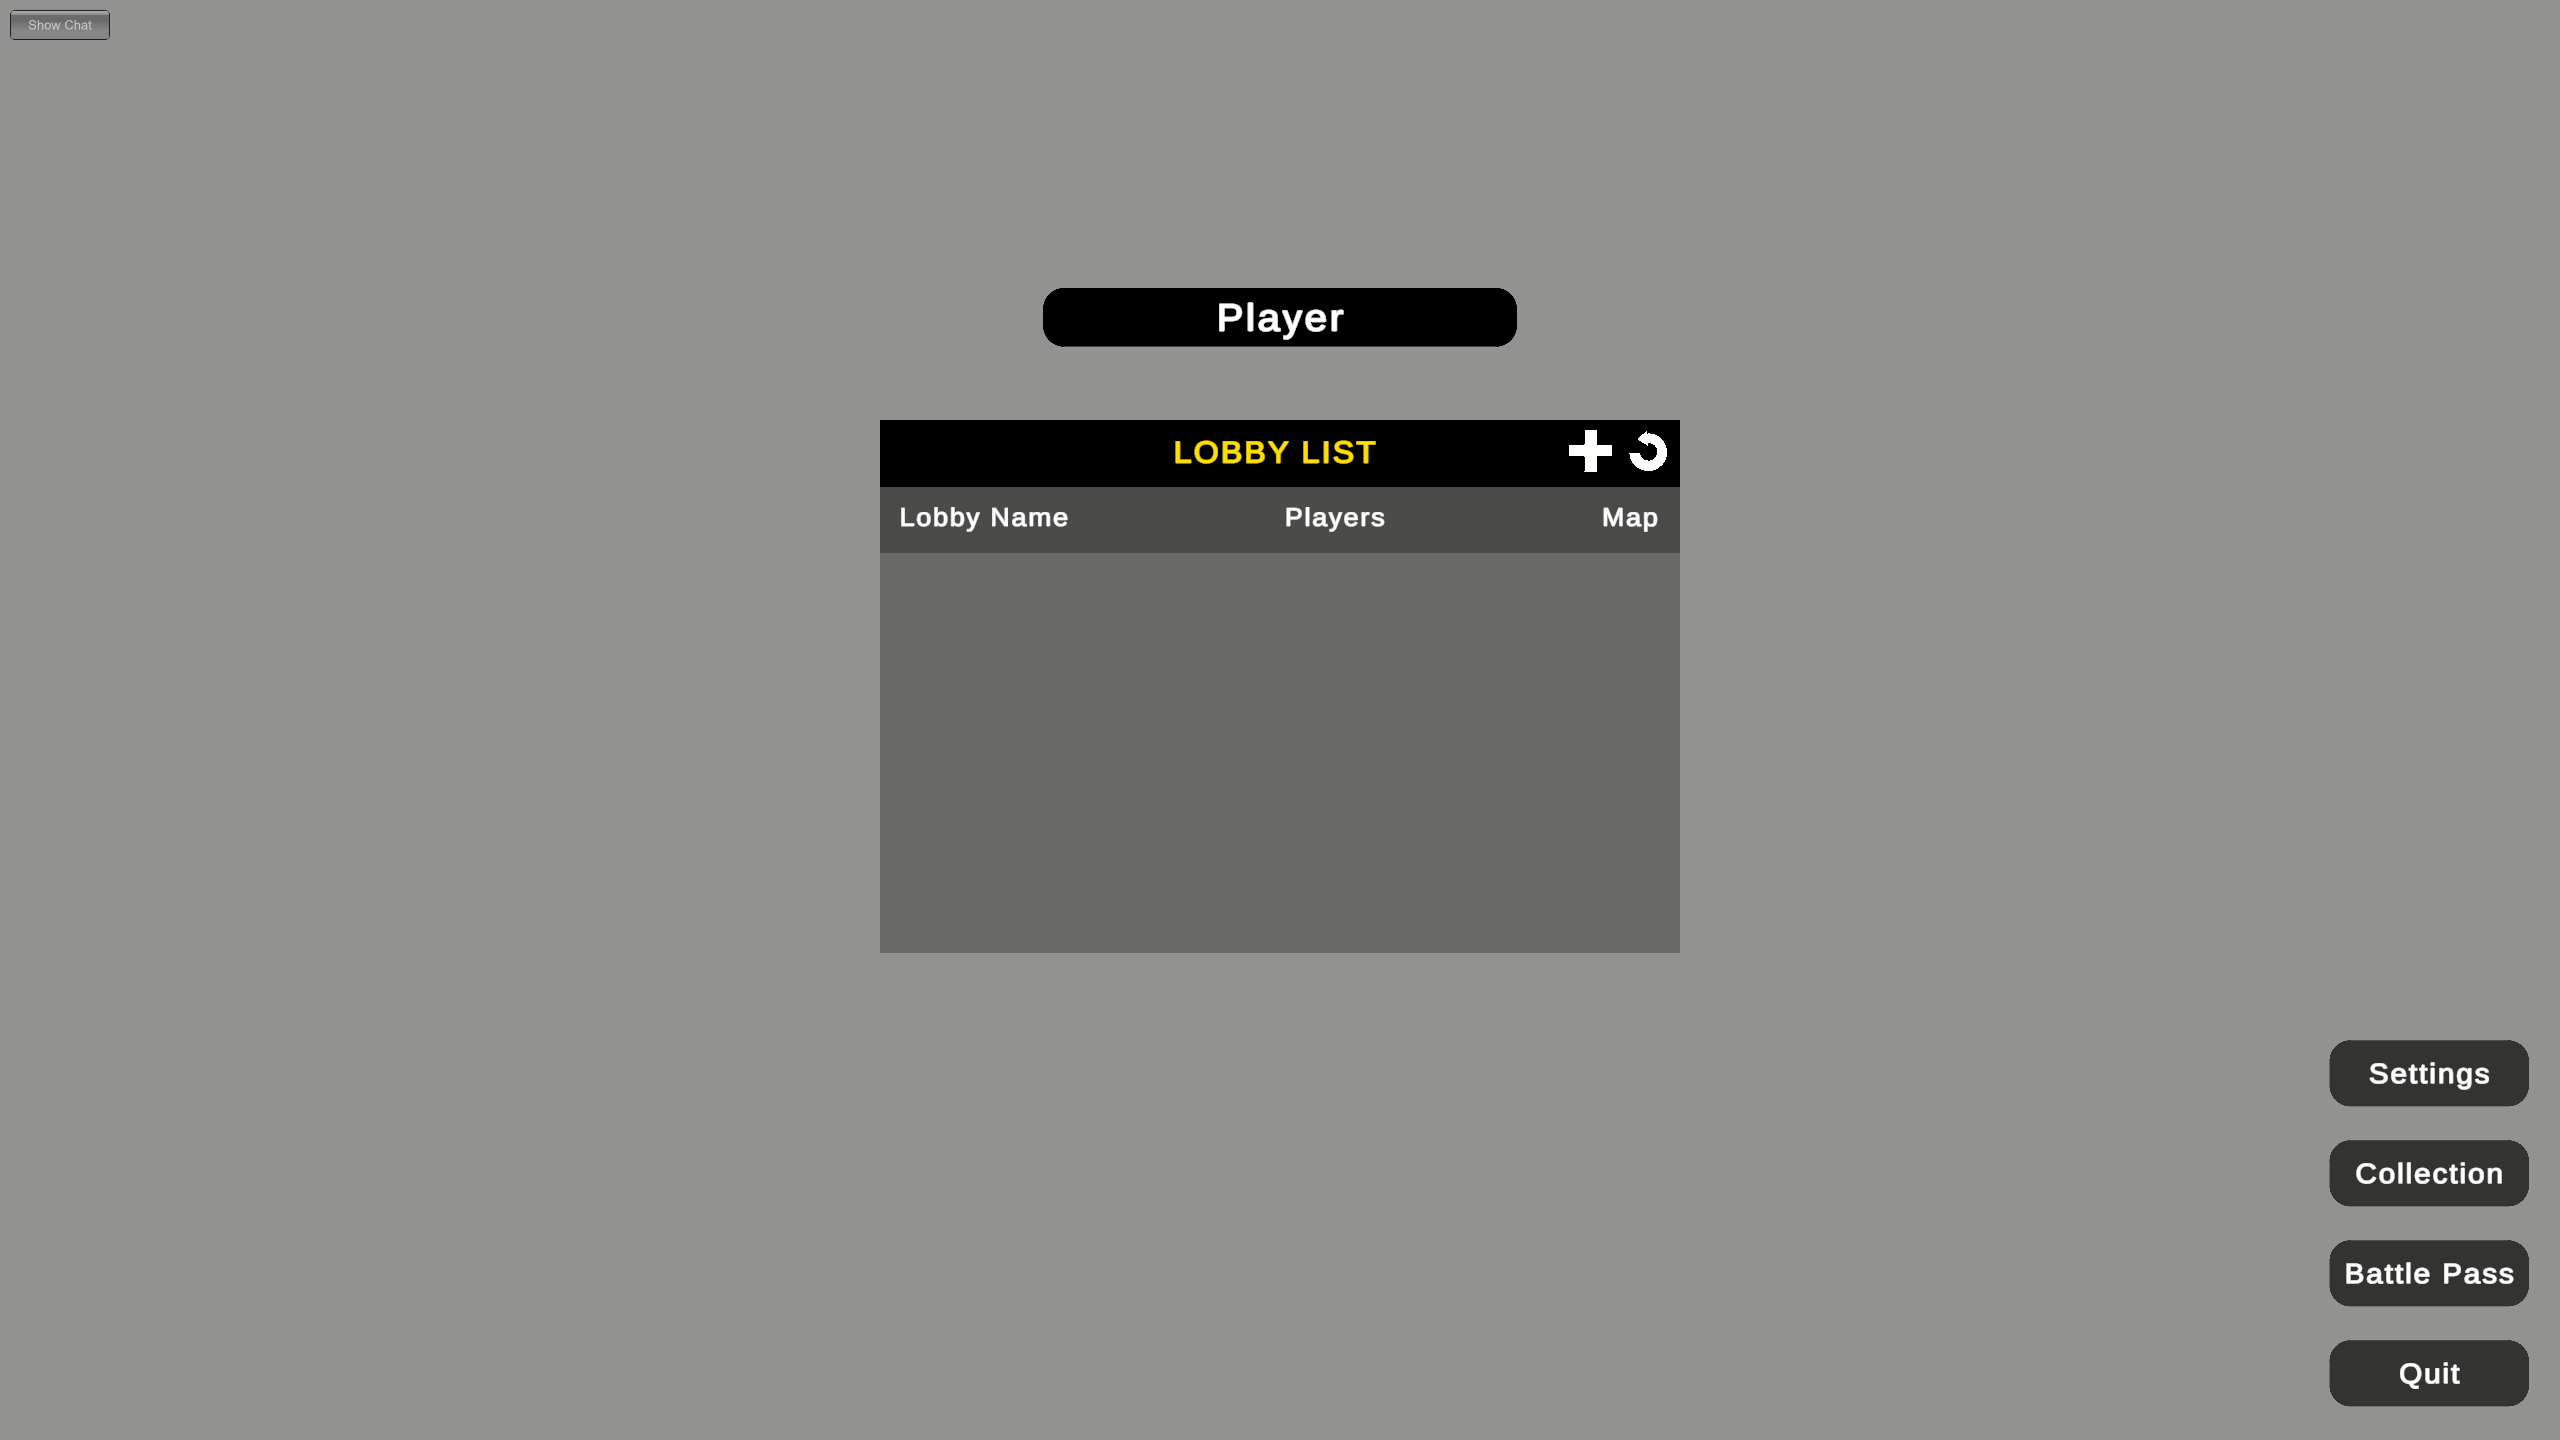 Show Chat
Player
LOBBY LIST
Lobby Name Players Map
Settings
Collection
Battle Pass
Quit